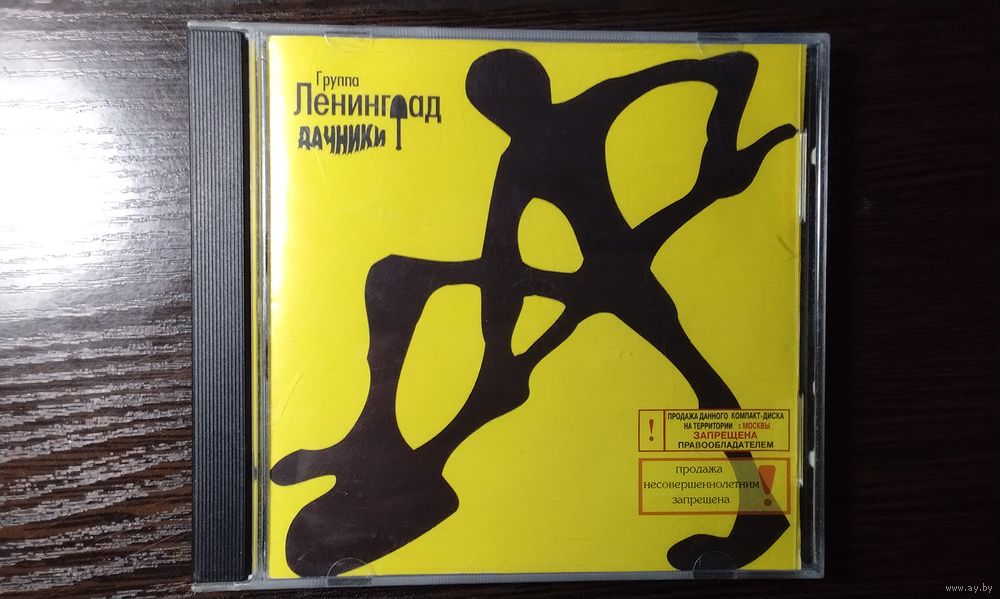 Группа
Ленинград
ДАЧНИКИ
!
ПРОДАЖА ДАННОГО КОМПАКТ-ДИСКА
НА ТЕРРИТОРИИ г. МОСКВЫ
ЗАПРЕЩЕНА
ПРАВООБЛАДАТЕЛЕМ
продажа
несовершеннолетним
запрещена
!
www.ay.by